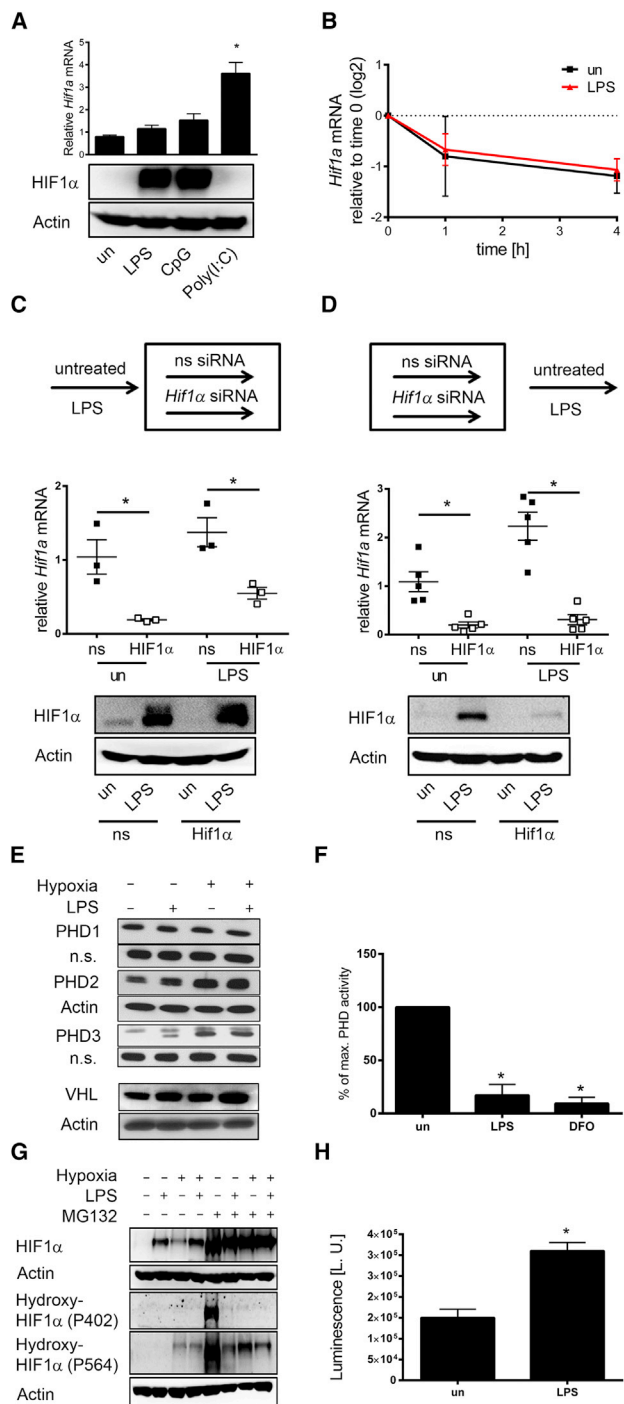 A
Relative Hif1a mRNA
5
4
3
2
1
0
*
HIF1α
Actin
un LPS CpG Poly(I:C)
B
Hif1a mRNA
relative to time 0 (log2)
un
LPS
1
0
-1
-2
0 1 2 3 4
time [h]
C
untreated
LPS
ns siRNA
Hif1α siRNA
relative Hif1a mRNA
2
1
0
* *
ns HIF1α ns HIF1α
un LPS
HIF1α
Actin
un LPS un LPS
ns Hif1α
D
ns siRNA
Hif1α siRNA
untreated
LPS
relative Hif1a mRNA
3
2
1
0
* *
ns HIF1α ns HIF1α
un LPS
HIF1α
Actin
un LPS un LPS
ns Hif1α
E
Hypoxia – – + +
LPS – + – +
PHD1
n.s.
PHD2
Actin
PHD3
n.s.
VHL
Actin
F
% of max. PHD activity
150
100
50
0
* *
un LPS DFO
G
Hypoxia – – + + – – + +
LPS – + – + – + – +
MG132 – – – – + + + +
HIF1α
Actin
Hydroxy-
HIF1α (P402)
Hydroxy-
HIF1α (P564)
Actin
H
Luminescence [L. U.]
4×10⁵
3×10⁵
3×10⁵
2×10⁵
2×10⁵
2×10⁵
5×10⁴
0
*
un LPS